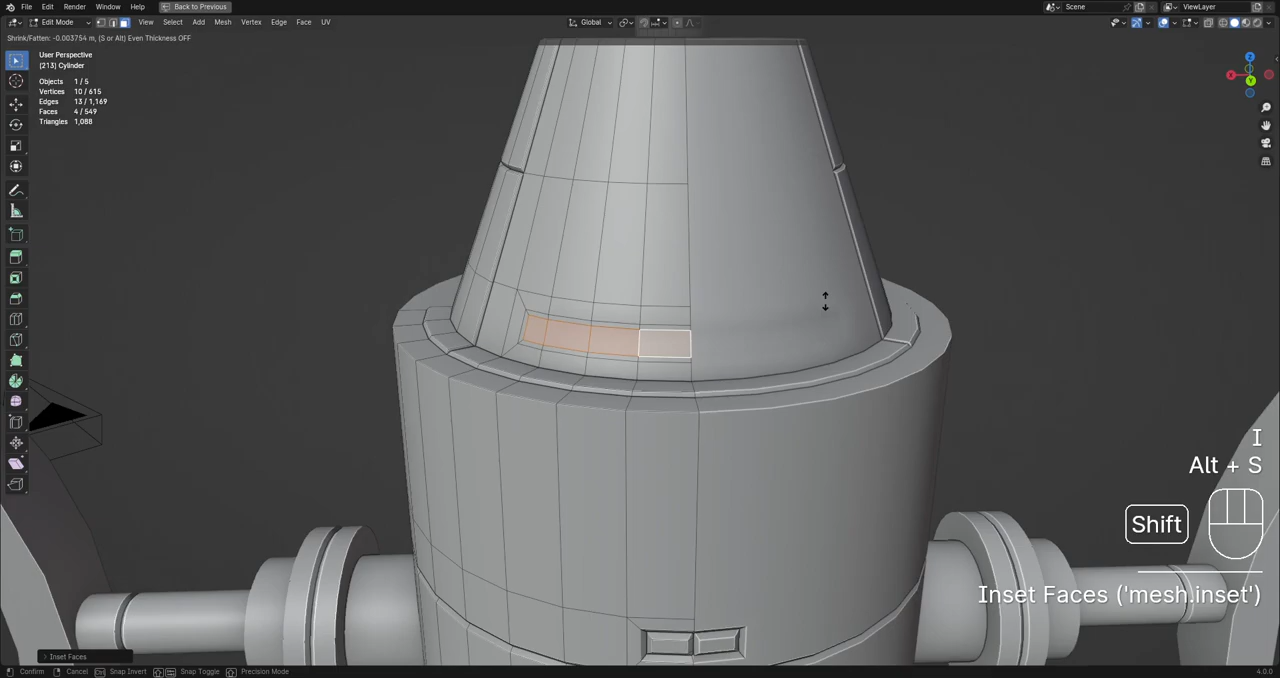 File Edit Render Window Help Back to Previous Scene ViewLayer
Edit Mode View Select Add Mesh Vertex Edge Face UV Global
Shrink/Fatten: -0.003754 m, (S or Alt) Even Thickness OFF
User Perspective
(213) Cylinder
Objects 1 / 5
Vertices 10 / 615
Edges 13 / 1,169
Faces 4 / 549
Triangles 1,088
Z
X
Y
I
Alt + S
Shift
Inset Faces ('mesh.inset')
Inset Faces
Confirm Cancel Snap Invert Snap Toggle Precision Mode 4.0.0